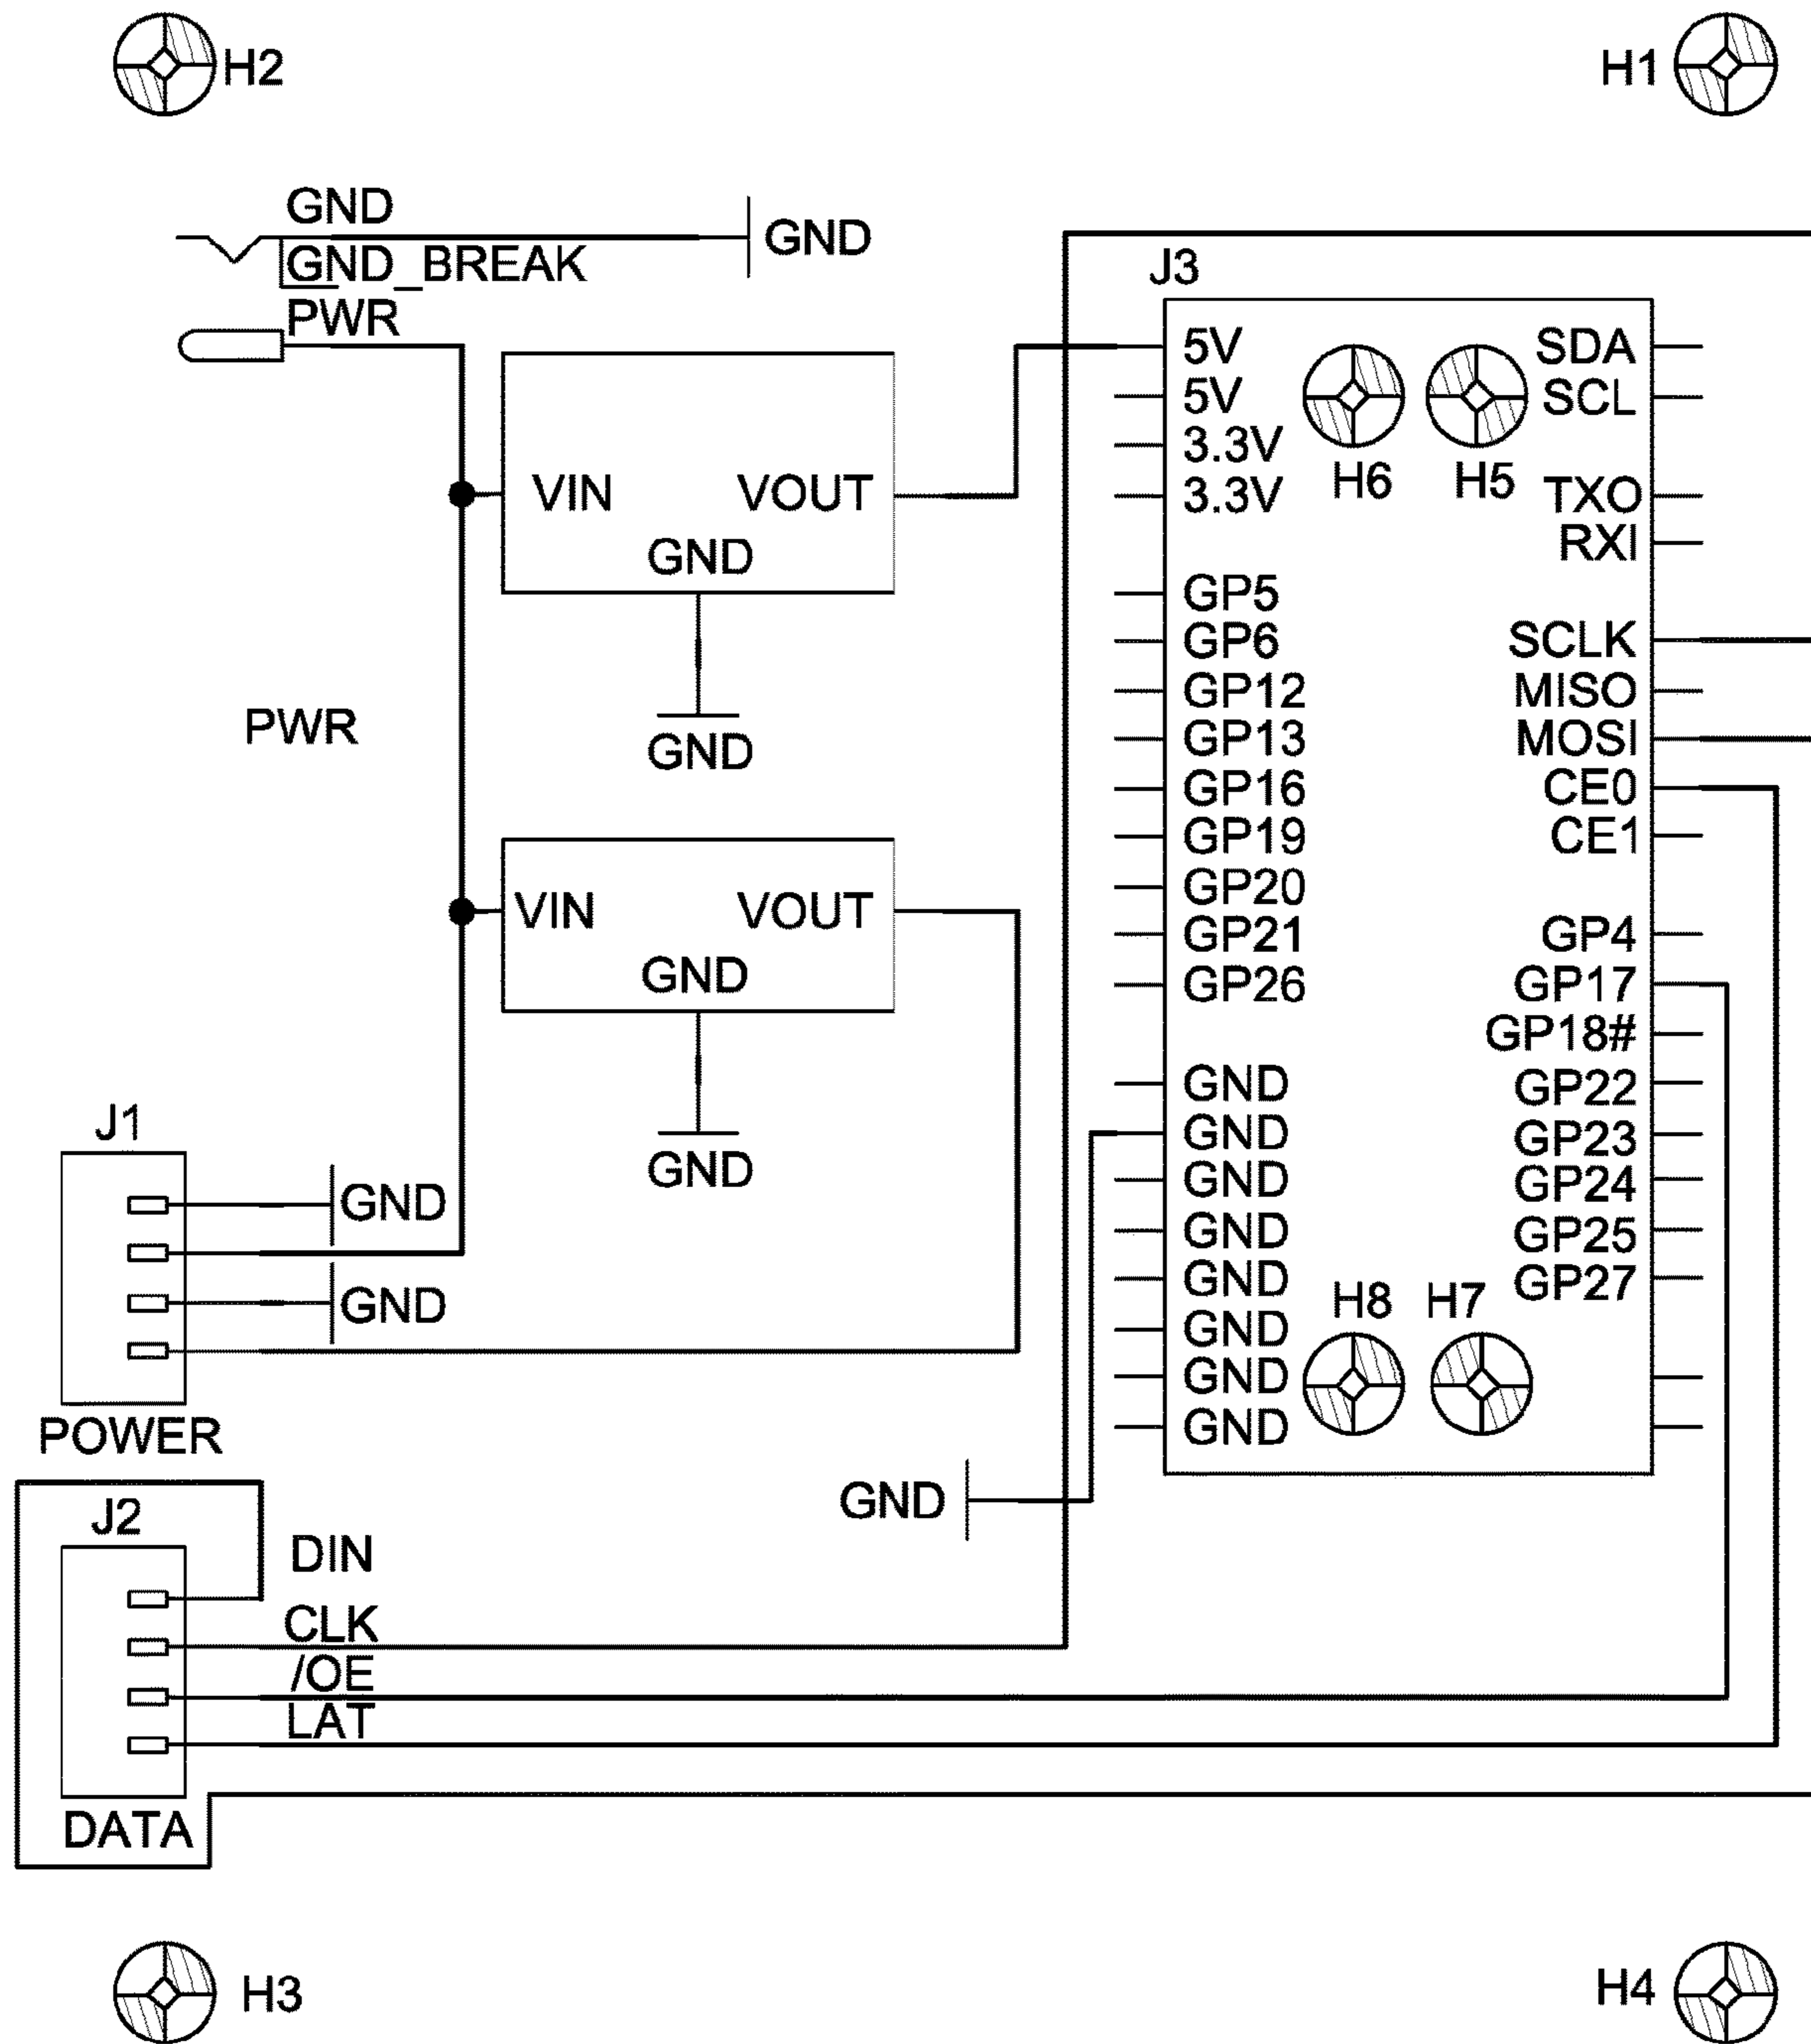 H2
H1
GND
GND
GND_BREAK
PWR
VIN VOUT
GND
GND
PWR
VIN VOUT
GND
GND
J1
GND
GND
POWER
J2
DIN
CLK
/OE
LAT
DATA
GND
J3
5V SDA
5V SCL
3.3V
H6 H5
3.3V TXO
RXI
GP5
GP6 SCLK
GP12 MISO
GP13 MOSI
GP16 CE0
GP19 CE1
GP20
GP21 GP4
GP26 GP17
GP18#
GND GP22
GND GP23
GND GP24
GND GP25
GND GP27
H8 H7
GND
GND
GND
H3
H4